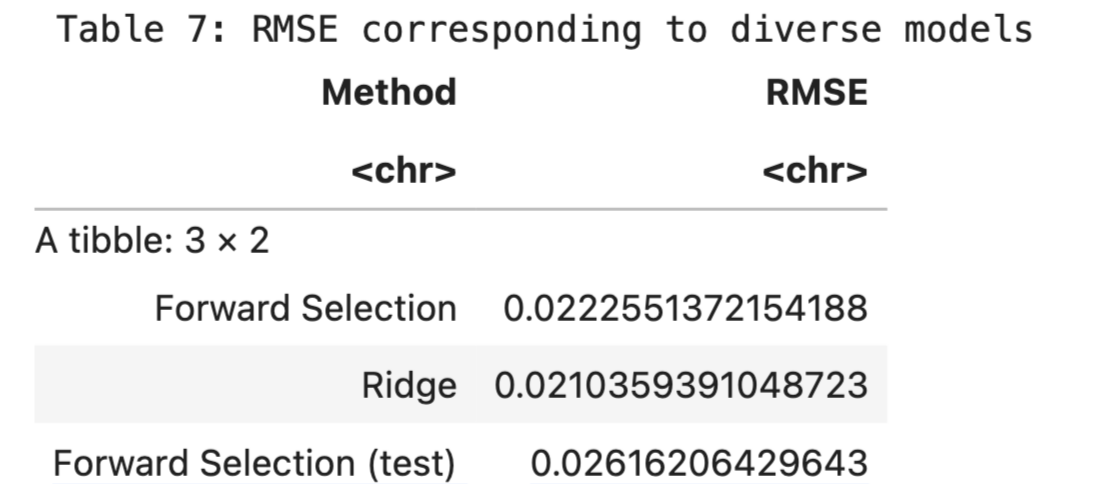 Table 7: RMSE corresponding to diverse models
Method RMSE
<chr> <chr>
A tibble: 3 × 2
Forward Selection 0.0222551372154188
Ridge 0.0210359391048723
Forward Selection (test) 0.02616206429643